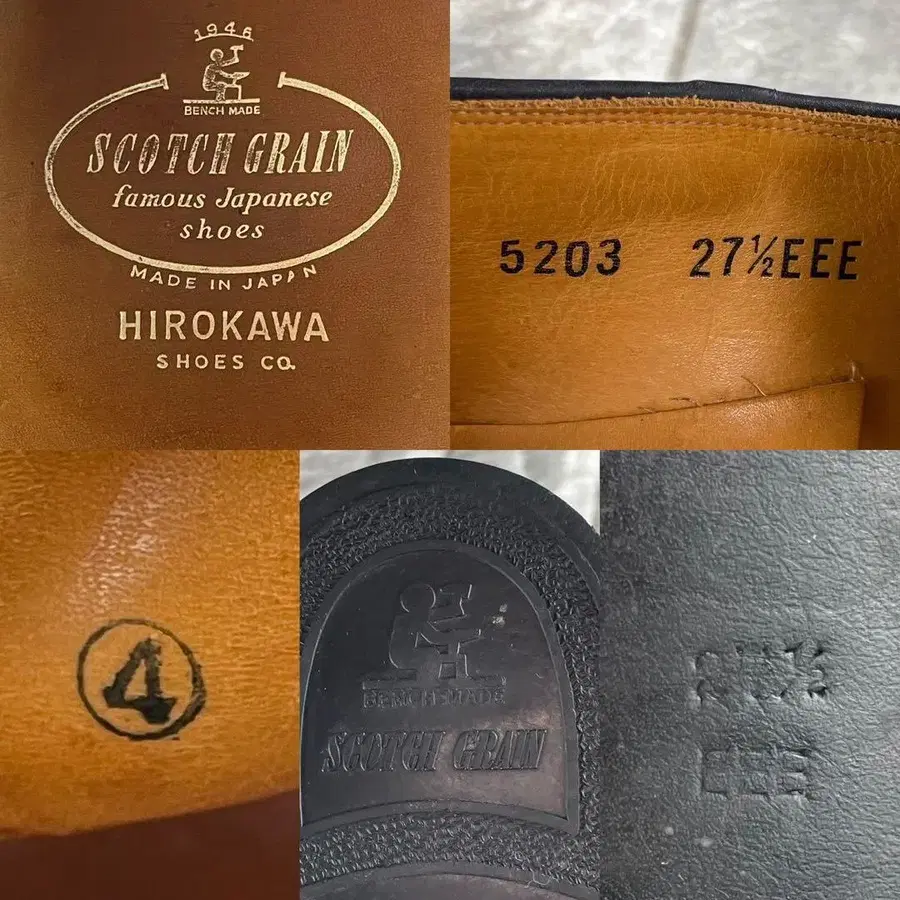 1946
BENCH MADE
SCOTCH GRAIN
famous Japanese
shoes
MADE IN JAPAN
HIROKAWA
SHOES CO.
5203 27½EEE
4
BENCH MADE
SCOTCH GRAIN
EEE